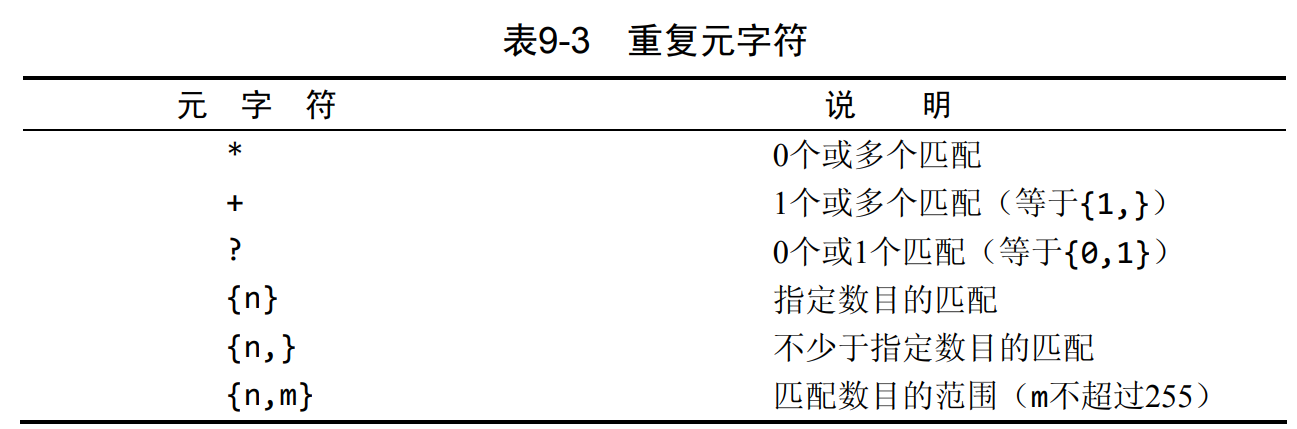 表9-3 重复元字符
元 字 符 说 明
* 0个或多个匹配
+ 1个或多个匹配（等于{1,}）
? 0个或1个匹配（等于{0,1}）
{n} 指定数目的匹配
{n,} 不少于指定数目的匹配
{n,m} 匹配数目的范围（m不超过255）